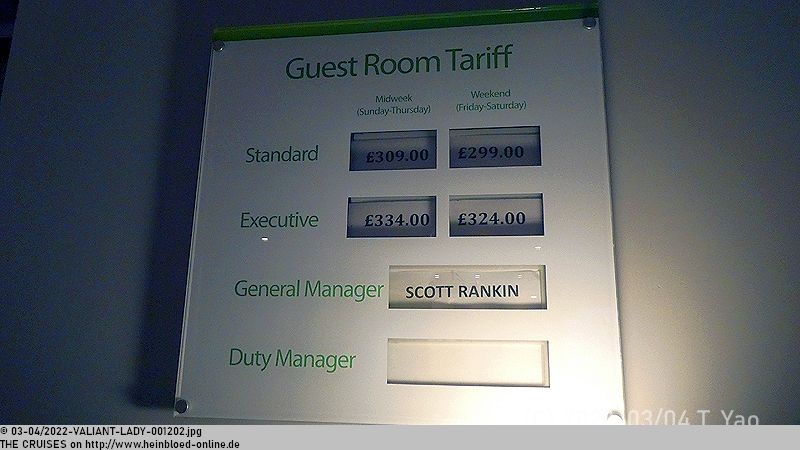 Guest Room Tariff
Midweek Weekend
(Sunday-Thursday) (Friday-Saturday)
Standard £309.00 £299.00
Executive £334.00 £324.00
General Manager SCOTT RANKIN
Duty Manager
03/04 T. Yao
© 03-04/2022-VALIANT-LADY-001202.jpg
THE CRUISES on http://www.heinbloed-online.de